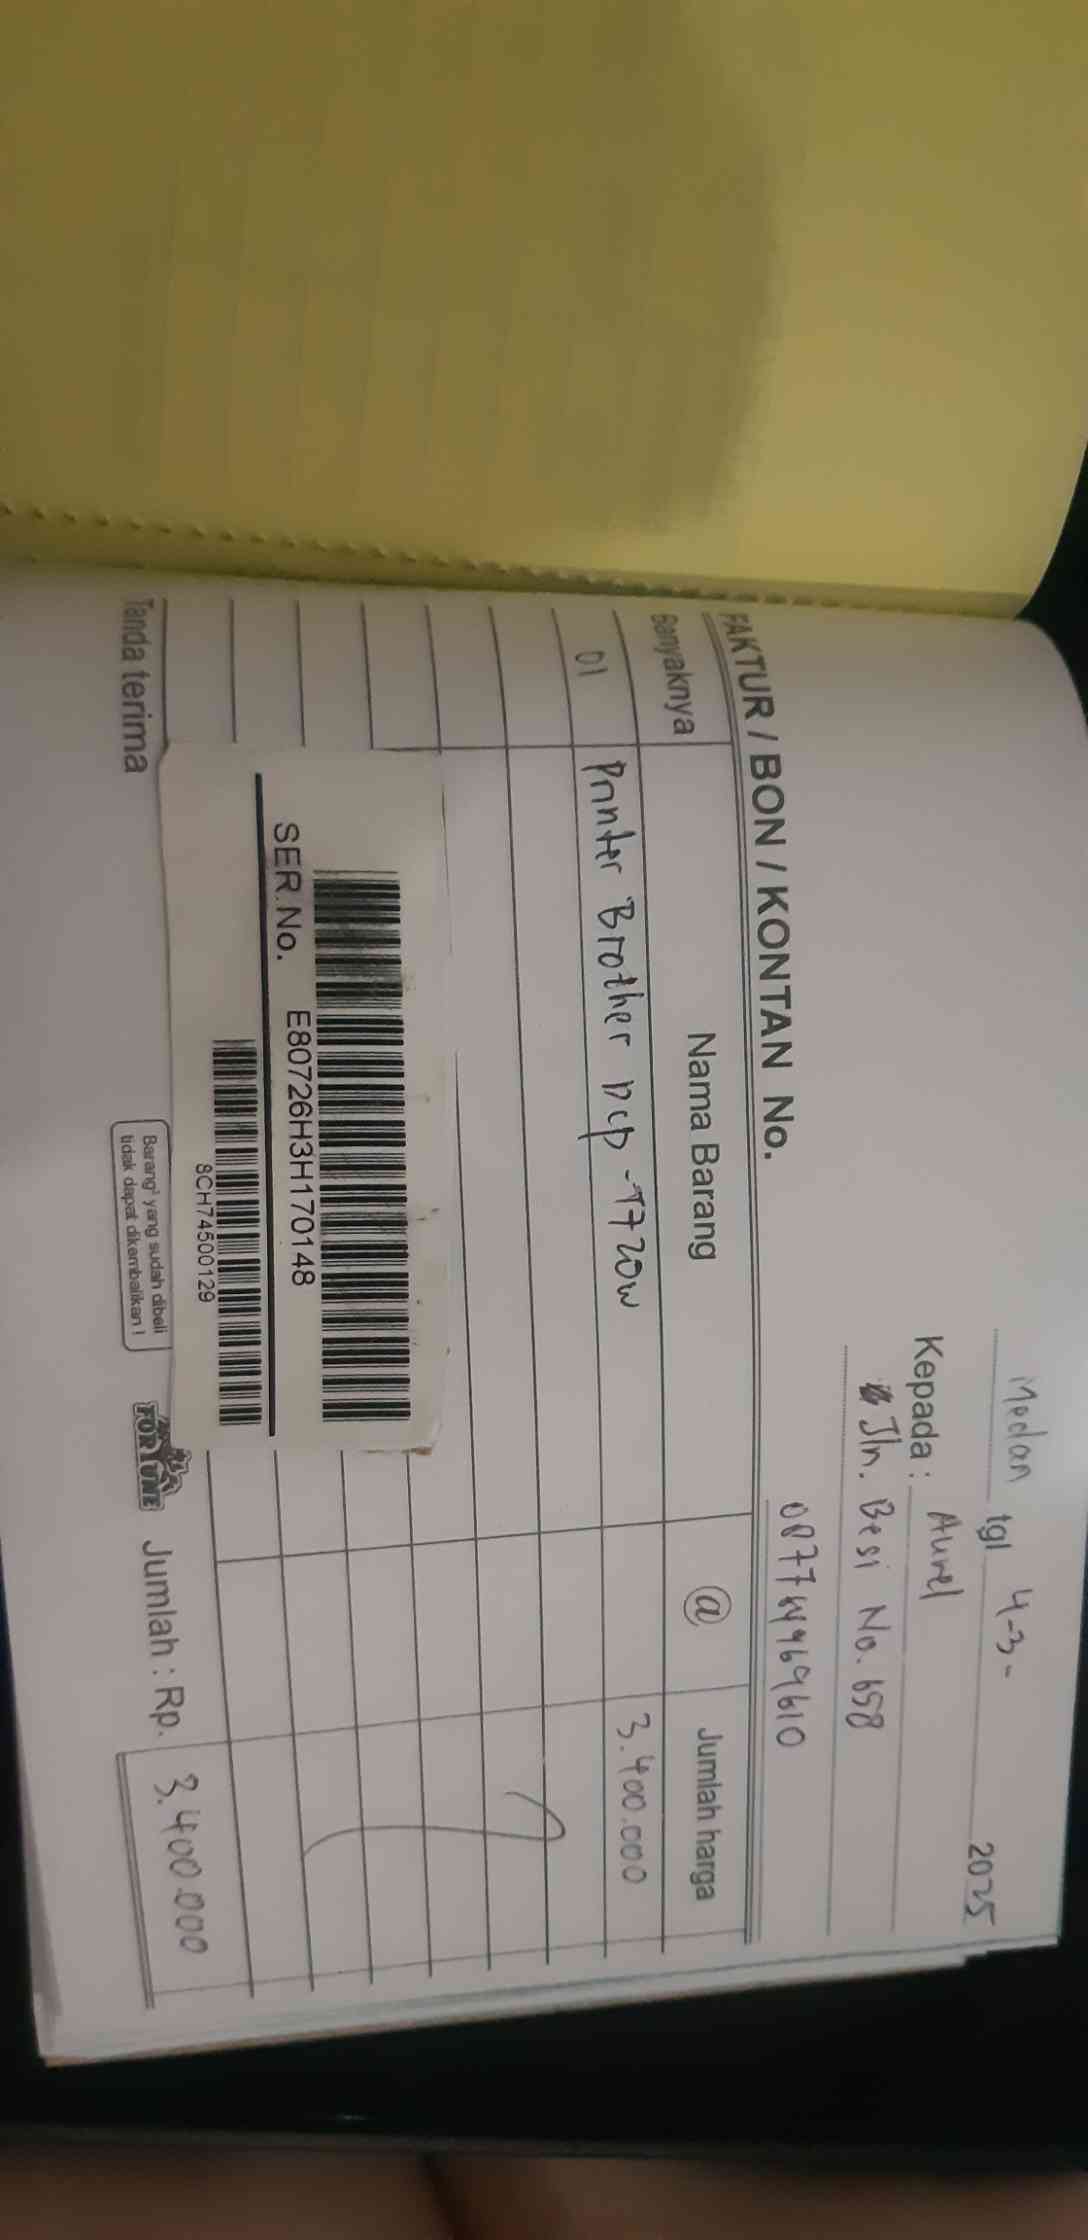 Medan tgl 4-3- 2025
Kepada : Aurel
Jln. Besi No. 658
FAKTUR / BON / KONTAN No.
Banyaknya Nama Barang @ Jumlah harga
01 Printer Brother DCP -T720W 3.400.000
SER.No. E80726H3H170148
8CH74500129
Tanda terima
Barang² yang sudah dibeli
tidak dapat dikembalikan !
FORTUNE
Jumlah : Rp. 3.400.000